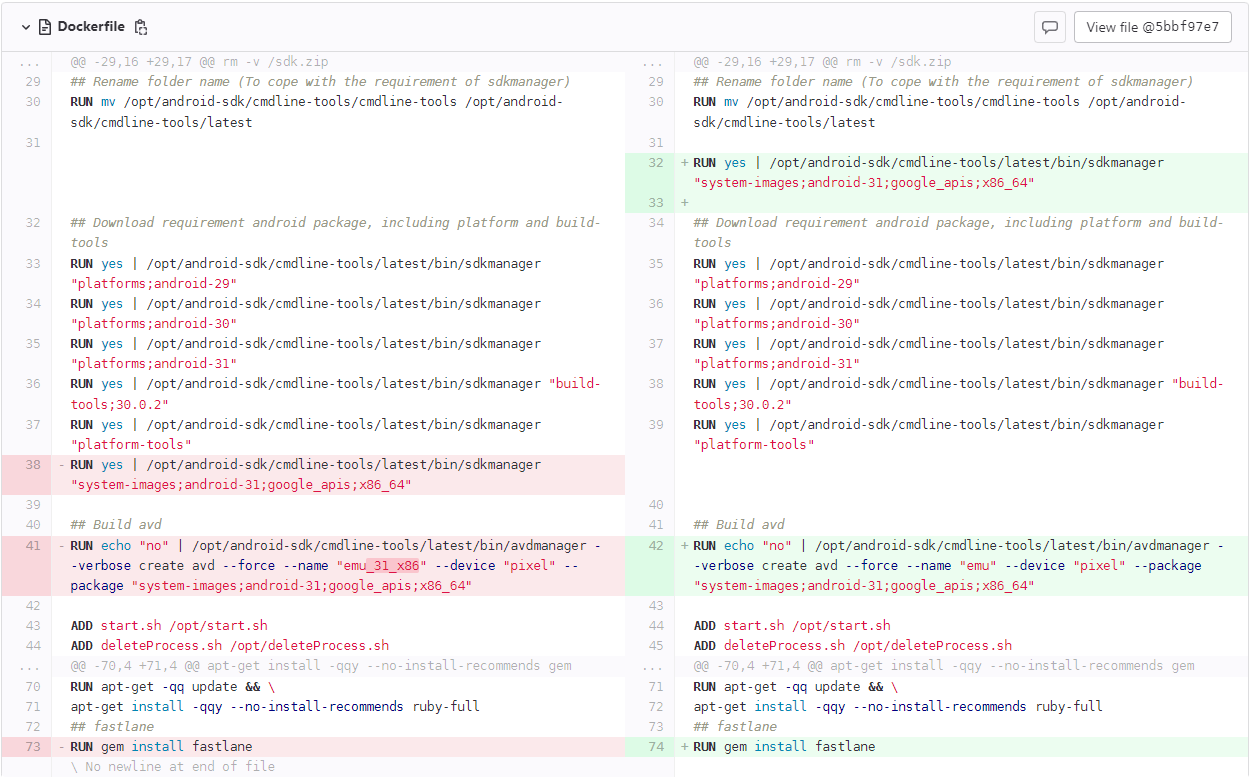 Dockerfile
View file @5bbf97e7
... @@ -29,16 +29,17 @@ rm -v /sdk.zip
29 ## Rename folder name (To cope with the requirement of sdkmanager)
30 RUN mv /opt/android-sdk/cmdline-tools/cmdline-tools /opt/android-
sdk/cmdline-tools/latest
31
32 ## Download requirement android package, including platform and build-
tools
33 RUN yes | /opt/android-sdk/cmdline-tools/latest/bin/sdkmanager
"platforms;android-29"
34 RUN yes | /opt/android-sdk/cmdline-tools/latest/bin/sdkmanager
"platforms;android-30"
35 RUN yes | /opt/android-sdk/cmdline-tools/latest/bin/sdkmanager
"platforms;android-31"
36 RUN yes | /opt/android-sdk/cmdline-tools/latest/bin/sdkmanager "build-
tools;30.0.2"
37 RUN yes | /opt/android-sdk/cmdline-tools/latest/bin/sdkmanager
"platform-tools"
38 - RUN yes | /opt/android-sdk/cmdline-tools/latest/bin/sdkmanager
"system-images;android-31;google_apis;x86_64"
39
40 ## Build avd
41 - RUN echo "no" | /opt/android-sdk/cmdline-tools/latest/bin/avdmanager -
-verbose create avd --force --name "emu_31_x86" --device "pixel" --
package "system-images;android-31;google_apis;x86_64"
42
43 ADD start.sh /opt/start.sh
44 ADD deleteProcess.sh /opt/deleteProcess.sh
... @@ -70,4 +71,4 @@ apt-get install -qqy --no-install-recommends gem
70 RUN apt-get -qq update && \
71 apt-get install -qqy --no-install-recommends ruby-full
72 ## fastlane
73 - RUN gem install fastlane
\ No newline at end of file
... @@ -29,16 +29,17 @@ rm -v /sdk.zip
29 ## Rename folder name (To cope with the requirement of sdkmanager)
30 RUN mv /opt/android-sdk/cmdline-tools/cmdline-tools /opt/android-
sdk/cmdline-tools/latest
31
32 + RUN yes | /opt/android-sdk/cmdline-tools/latest/bin/sdkmanager
"system-images;android-31;google_apis;x86_64"
33 +
34 ## Download requirement android package, including platform and build-
tools
35 RUN yes | /opt/android-sdk/cmdline-tools/latest/bin/sdkmanager
"platforms;android-29"
36 RUN yes | /opt/android-sdk/cmdline-tools/latest/bin/sdkmanager
"platforms;android-30"
37 RUN yes | /opt/android-sdk/cmdline-tools/latest/bin/sdkmanager
"platforms;android-31"
38 RUN yes | /opt/android-sdk/cmdline-tools/latest/bin/sdkmanager "build-
tools;30.0.2"
39 RUN yes | /opt/android-sdk/cmdline-tools/latest/bin/sdkmanager
"platform-tools"
40
41 ## Build avd
42 + RUN echo "no" | /opt/android-sdk/cmdline-tools/latest/bin/avdmanager -
-verbose create avd --force --name "emu" --device "pixel" --package
"system-images;android-31;google_apis;x86_64"
43
44 ADD start.sh /opt/start.sh
45 ADD deleteProcess.sh /opt/deleteProcess.sh
... @@ -70,4 +71,4 @@ apt-get install -qqy --no-install-recommends gem
71 RUN apt-get -qq update && \
72 apt-get install -qqy --no-install-recommends ruby-full
73 ## fastlane
74 + RUN gem install fastlane